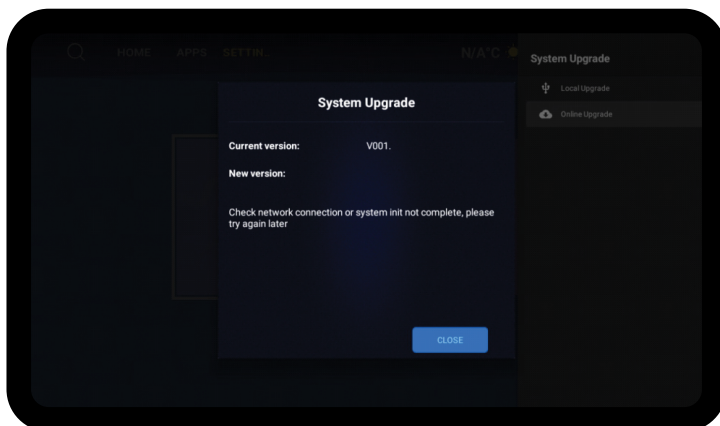 HOME APPS SETTIN... N/A°C
System Upgrade
Local Upgrade
Online Upgrade
System Upgrade
Current version: V001.
New version:
Check network connection or system init not complete, please
try again later
CLOSE